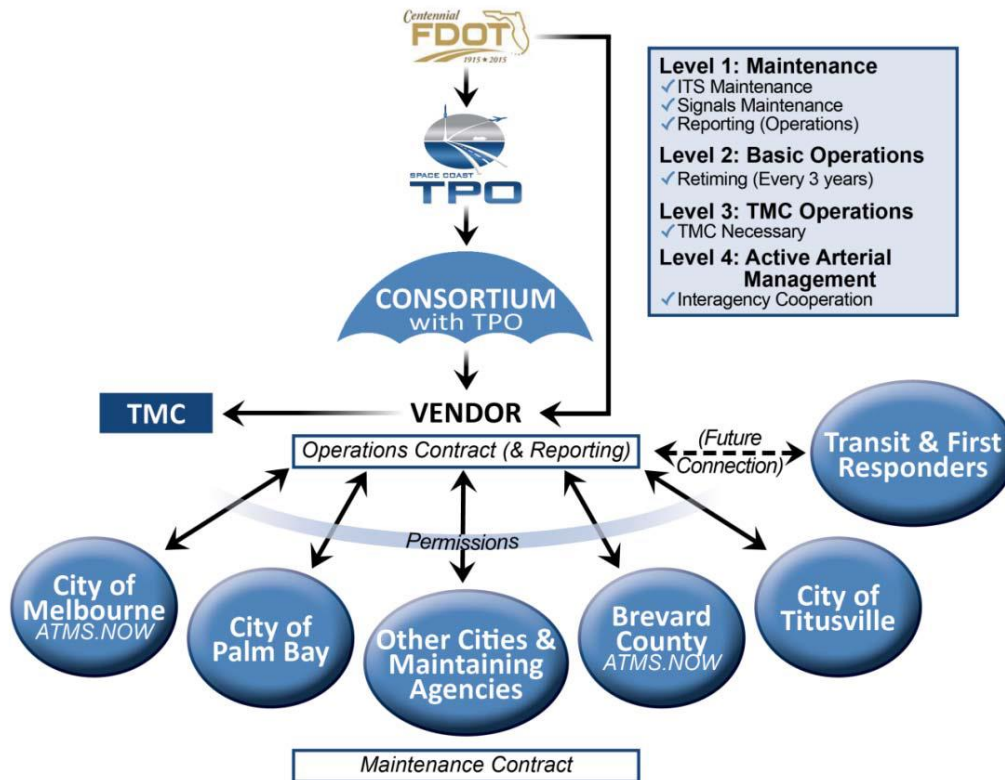 Centennial
FDOT
1915 ★ 2015
SPACE COAST
TPO
CONSORTIUM
with TPO
Level 1: Maintenance
✓ITS Maintenance
✓Signals Maintenance
✓Reporting (Operations)
Level 2: Basic Operations
✓Retiming (Every 3 years)
Level 3: TMC Operations
✓TMC Necessary
Level 4: Active Arterial
Management
✓Interagency Cooperation
TMC
VENDOR
Operations Contract (& Reporting)
(Future
Connection)
Transit & First
Responders
Permissions
City of
Melbourne
ATMS.NOW
City of
Palm Bay
Other Cities &
Maintaining
Agencies
Brevard
County
ATMS.NOW
City of
Titusville
Maintenance Contract